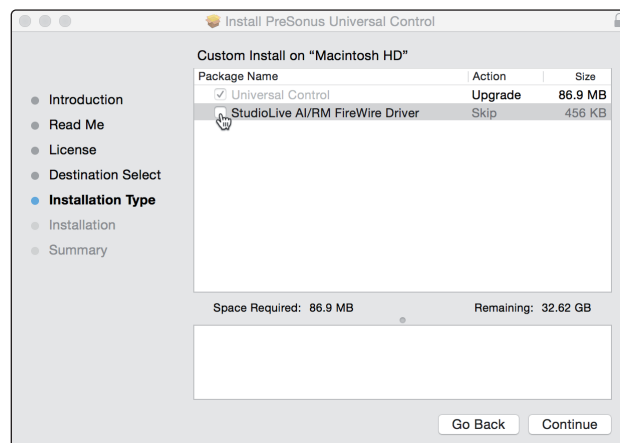 Install PreSonus Universal Control
Custom Install on “Macintosh HD”
Package Name Action Size
Universal Control Upgrade 86.9 MB
StudioLive AI/RM FireWire Driver Skip 456 KB
Introduction
Read Me
License
Destination Select
Installation Type
Installation
Summary
Space Required: 86.9 MB Remaining: 32.62 GB
Go Back Continue